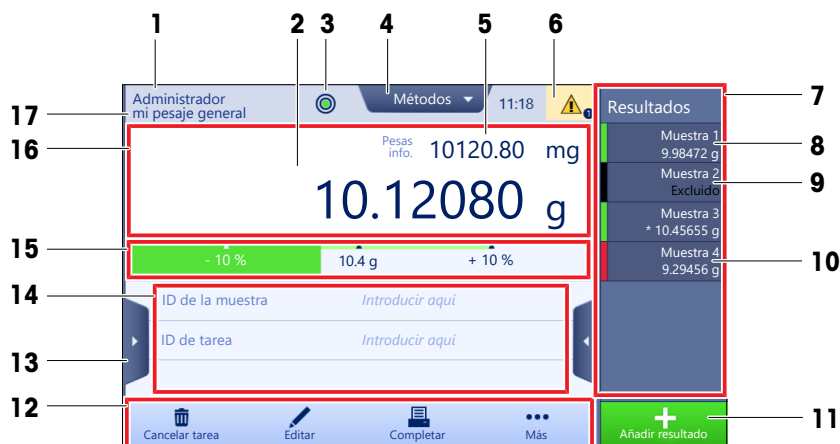 1
2
3
4
5
6
7
8
9
10
11
12
13
14
15
16
17
Administrador
mi pesaje general
Métodos
11:18
1
Pesas
info.
10120.80 mg
10.12080 g
- 10 %
10.4 g
+ 10 %
ID de la muestra
Introducir aquí
ID de tarea
Introducir aquí
Cancelar tarea
Editar
Completar
Más
Resultados
Muestra 1
9.98472 g
Muestra 2
Excluido
Muestra 3
* 10.45655 g
Muestra 4
9.29456 g
Añadir resultado